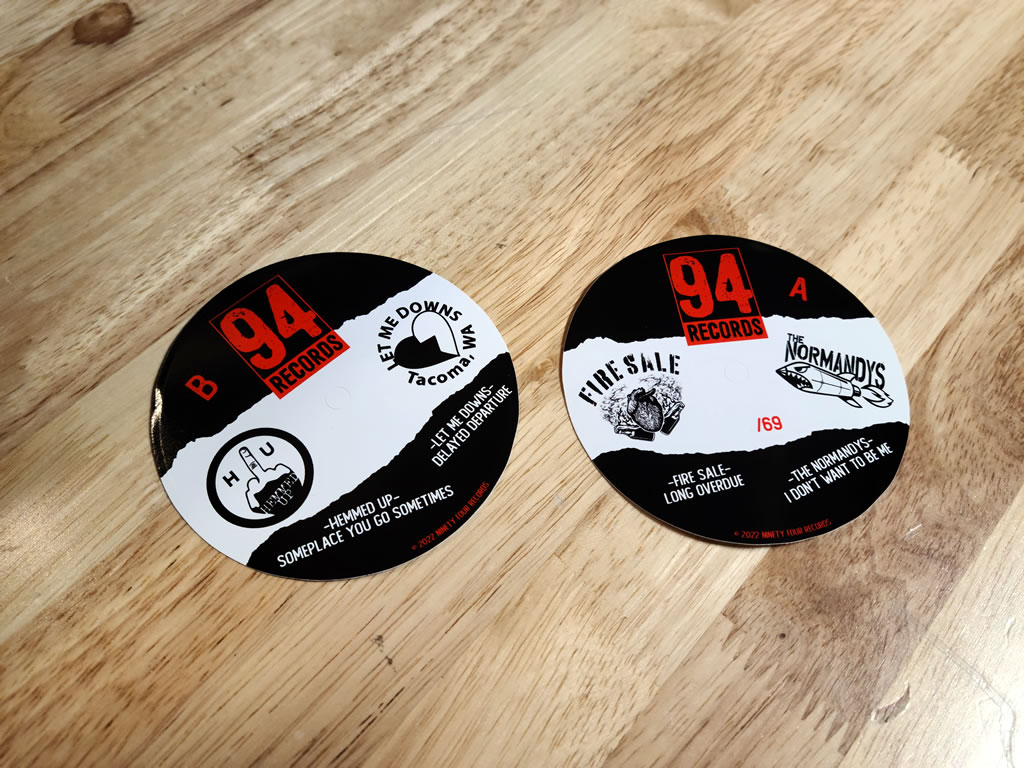 94
RECORDS
B
LET ME DOWNS
Tacoma, WA
H U
HEMMED
UP
-LET ME DOWNS-
DELAYED DEPARTURE
-HEMMED UP-
SOMEPLACE YOU GO SOMETIMES
© 2022 NINETY FOUR RECORDS
94
RECORDS
A
FIRE SALE
THE
NORMANDYS
/69
-FIRE SALE-
LONG OVERDUE
-THE NORMANDYS-
I DON'T WANT TO BE ME
© 2022 NINETY FOUR RECORDS